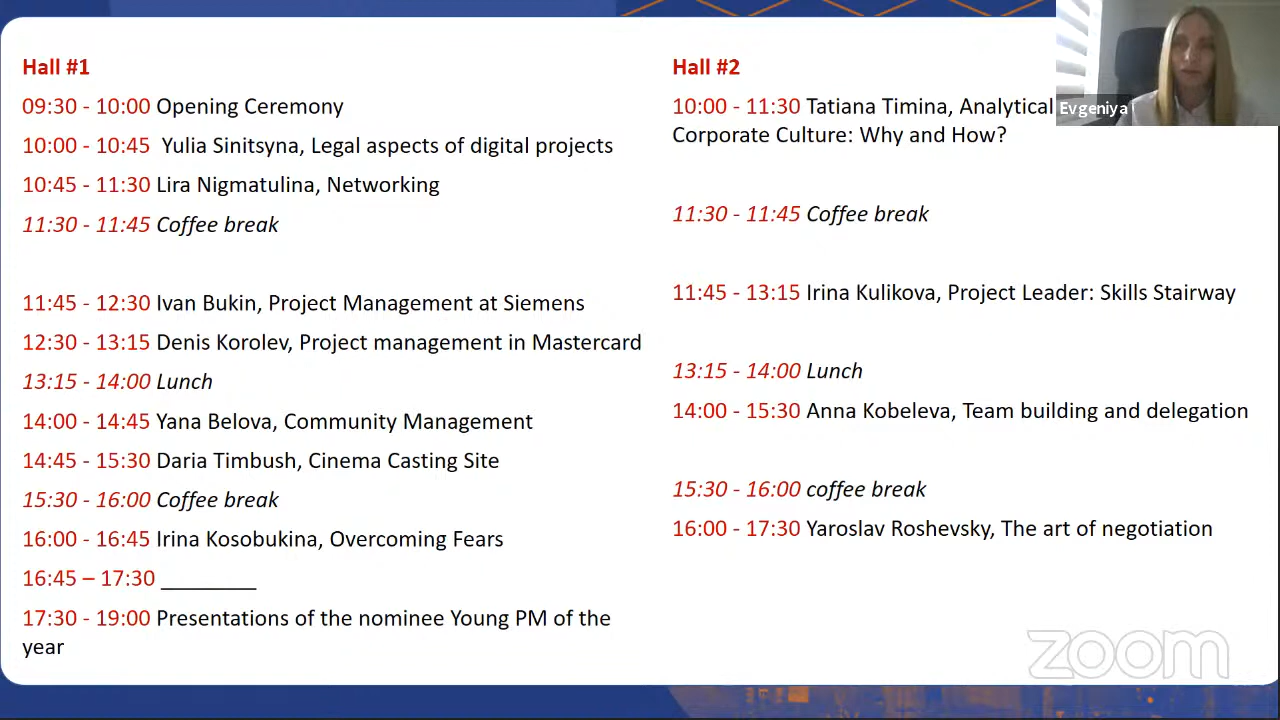 Hall #1
09:30 - 10:00 Opening Ceremony
10:00 - 10:45 Yulia Sinitsyna, Legal aspects of digital projects
10:45 - 11:30 Lira Nigmatulina, Networking
11:30 - 11:45 Coffee break
11:45 - 12:30 Ivan Bukin, Project Management at Siemens
12:30 - 13:15 Denis Korolev, Project management in Mastercard
13:15 - 14:00 Lunch
14:00 - 14:45 Yana Belova, Community Management
14:45 - 15:30 Daria Timbush, Cinema Casting Site
15:30 - 16:00 Coffee break
16:00 - 16:45 Irina Kosobukina, Overcoming Fears
16:45 – 17:30 ________
17:30 - 19:00 Presentations of the nominee Young PM of the
year
Hall #2
10:00 - 11:30 Tatiana Timina, Analytical
Corporate Culture: Why and How?
11:30 - 11:45 Coffee break
11:45 - 13:15 Irina Kulikova, Project Leader: Skills Stairway
13:15 - 14:00 Lunch
14:00 - 15:30 Anna Kobeleva, Team building and delegation
15:30 - 16:00 coffee break
16:00 - 17:30 Yaroslav Roshevsky, The art of negotiation
Evgeniya
zoom